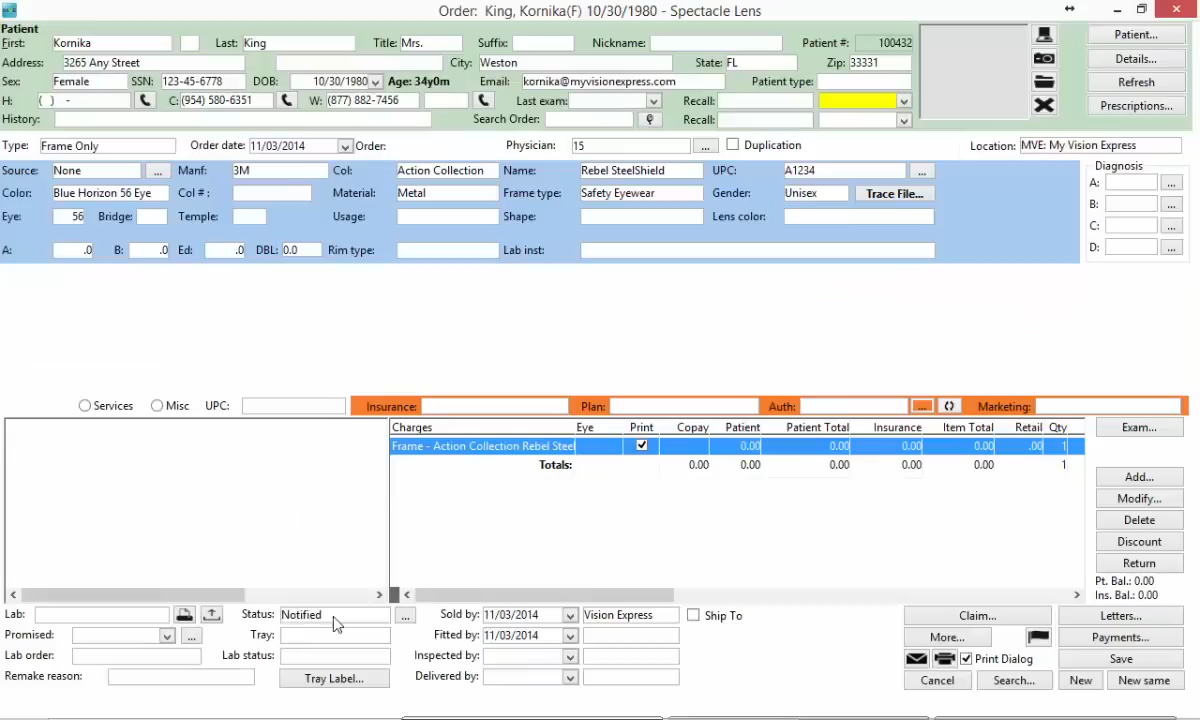 Order: King, Kornika(F) 10/30/1980 - Spectacle Lens
Patient
First: Kornika Last: King Title: Mrs. Suffix: Nickname: Patient #: 100432 Patient...
Address: 3265 Any Street City: Weston State: FL Zip: 33331 Details...
Sex: Female SSN: 123-45-6778 DOB: 10/30/1980 Age: 34y0m Email: kornika@myvisionexpress.com Patient type: Refresh
H: ( ) - C: (954) 580-6351 W: (877) 882-7456 Last exam: Recall: Prescriptions...
History: Search Order: Recall:
Type: Frame Only Order date: 11/03/2014 Order: Physician: 15 ... Duplication Location: MVE: My Vision Express
Source: None ... Manf: 3M Col: Action Collection Name: Rebel SteelShield UPC: A1234 ... Diagnosis
Color: Blue Horizon 56 Eye Col #: Material: Metal Frame type: Safety Eyewear Gender: Unisex Trace File... A: ...
Eye: 56 Bridge: Temple: Usage: Shape: Lens color: B: ...
C: ...
A: .0 B: .0 Ed: .0 DBL: 0.0 Rim type: Lab inst: D: ...
Services Misc UPC: Insurance: Plan: Auth: ... Marketing:
Charges Eye Print Copay Patient Patient Total Insurance Item Total Retail Qty Exam...
Frame - Action Collection Rebel Steel 0.00 0.00 0.00 0.00 .00 1
Totals: 0.00 0.00 0.00 0.00 0.00 1
Add...
Modify...
Delete
Discount
Return
Pt. Bal.: 0.00
Ins. Bal.: 0.00
Lab: Status: Notified ... Sold by: 11/03/2014 Vision Express Ship To Claim... Letters...
Promised: ... Tray: Fitted by: 11/03/2014 More... Payments...
Lab order: Lab status: Inspected by: Print Dialog Save
Remake reason: Tray Label... Delivered by: Cancel Search... New New same